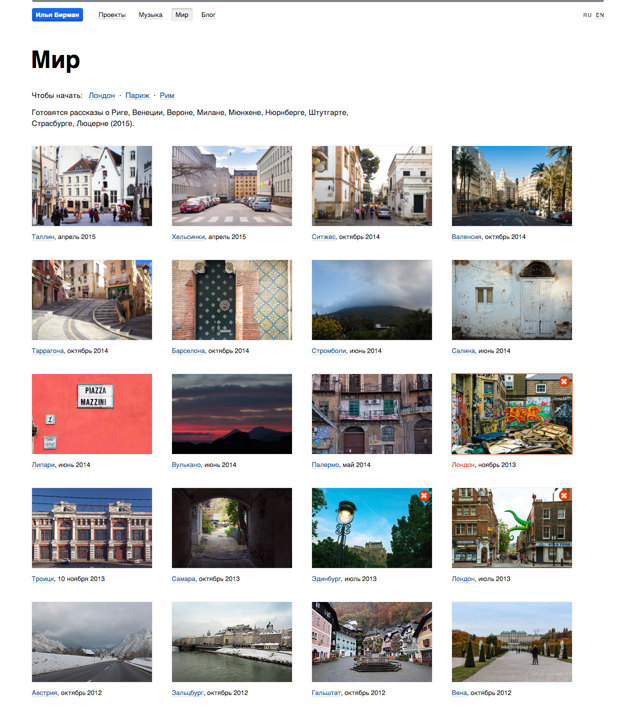 Илья Бирман Проекты Музыка Мир Блог RU EN
Мир
Чтобы начать: Лондон · Париж · Рим
Готовятся рассказы о Риге, Венеции, Вероне, Милане, Мюнхене, Нюрнберге, Штутгарте,
Страсбурге, Люцерне (2015).
Таллин, апрель 2015
Хельсинки, апрель 2015
Ситжес, октябрь 2014
Валенсия, октябрь 2014
Таррагона, октябрь 2014
Барселона, октябрь 2014
Стромболи, июнь 2014
Салина, июнь 2014
PIAZZA
MAZZINI
Липари, июнь 2014
Вулькано, июнь 2014
Палермо, май 2014
Лондон, ноябрь 2013
Троицк, 10 ноября 2013
Самара, октябрь 2013
Эдинбург, июль 2013
Лондон, июль 2013
Австрия, октябрь 2012
Зальцбург, октябрь 2012
Гальштат, октябрь 2012
Вена, октябрь 2012